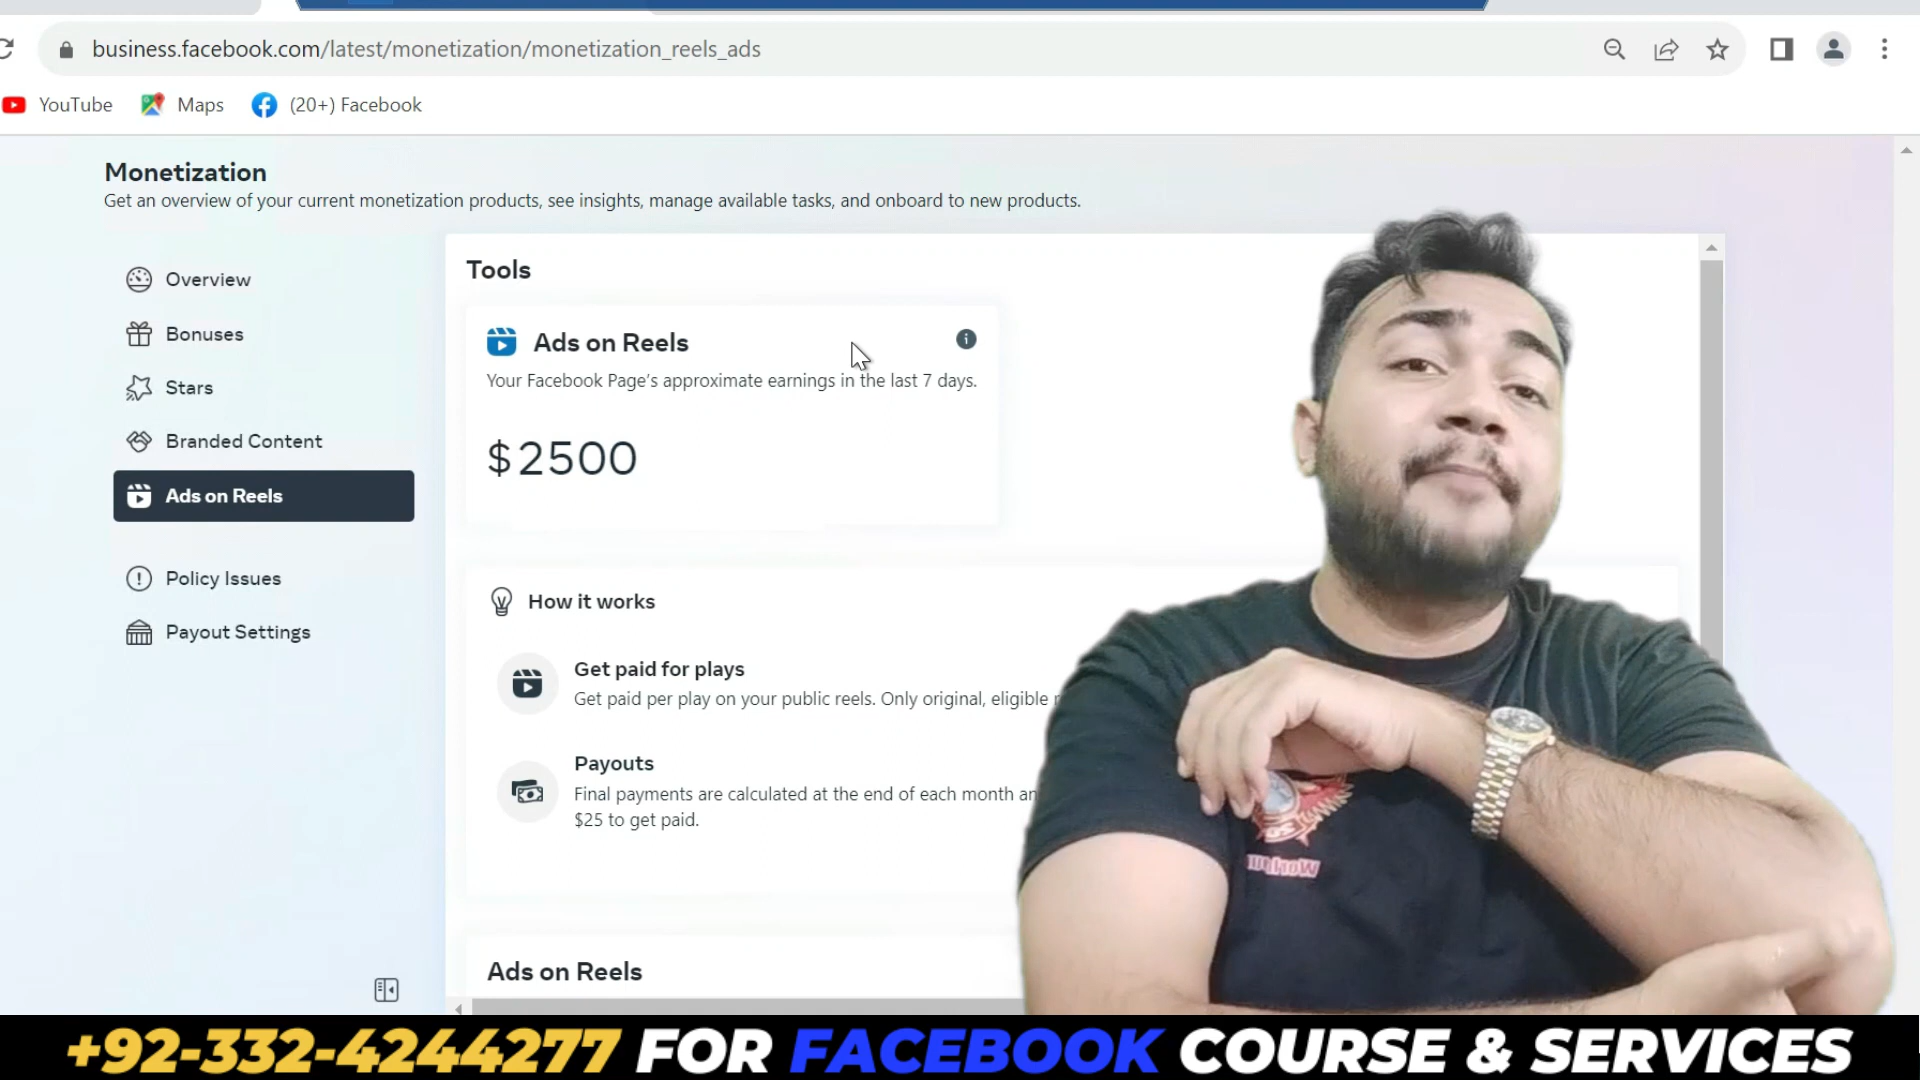 business.facebook.com/latest/monetization/monetization_reels_ads
YouTube
Maps
(20+) Facebook
Monetization
Get an overview of your current monetization products, see insights, manage available tasks, and onboard to new products.
Overview
Bonuses
Stars
Branded Content
Ads on Reels
Policy Issues
Payout Settings
Tools
Ads on Reels
Your Facebook Page's approximate earnings in the last 7 days.
$2500
How it works
Get paid for plays
Get paid per play on your public reels. Only original, eligible
Payouts
Final payments are calculated at the end of each month
$25 to get paid.
Ads on Reels
+92-332-4244277 FOR FACEBOOK COURSE & SERVICES